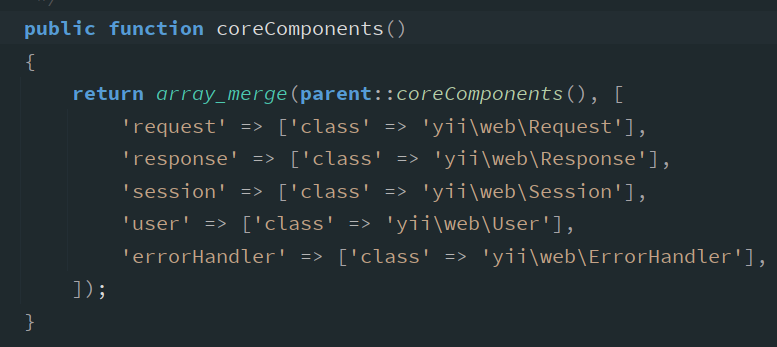 */
public function coreComponents()
{
    return array_merge(parent::coreComponents(), [
        'request' => ['class' => 'yii\web\Request'],
        'response' => ['class' => 'yii\web\Response'],
        'session' => ['class' => 'yii\web\Session'],
        'user' => ['class' => 'yii\web\User'],
        'errorHandler' => ['class' => 'yii\web\ErrorHandler'],
    ]);
}